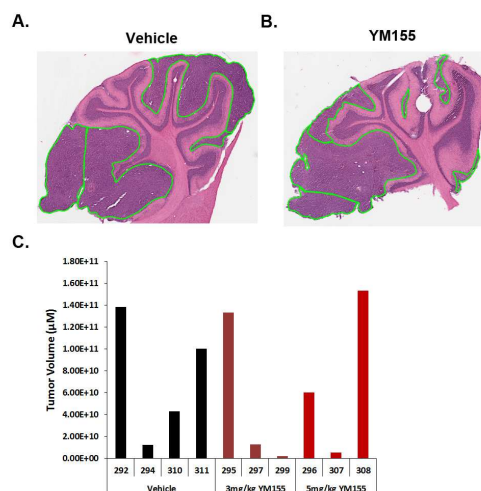 A.
Vehicle
B.
YM155
C.
Tumor Volume (µM)
1.80E+11
1.60E+11
1.40E+11
1.20E+11
1.00E+11
8.00E+10
6.00E+10
4.00E+10
2.00E+10
0.00E+00
292 294 310 311 295 297 299 296 307 308
Vehicle 3mg/kg YM155 5mg/kg YM155